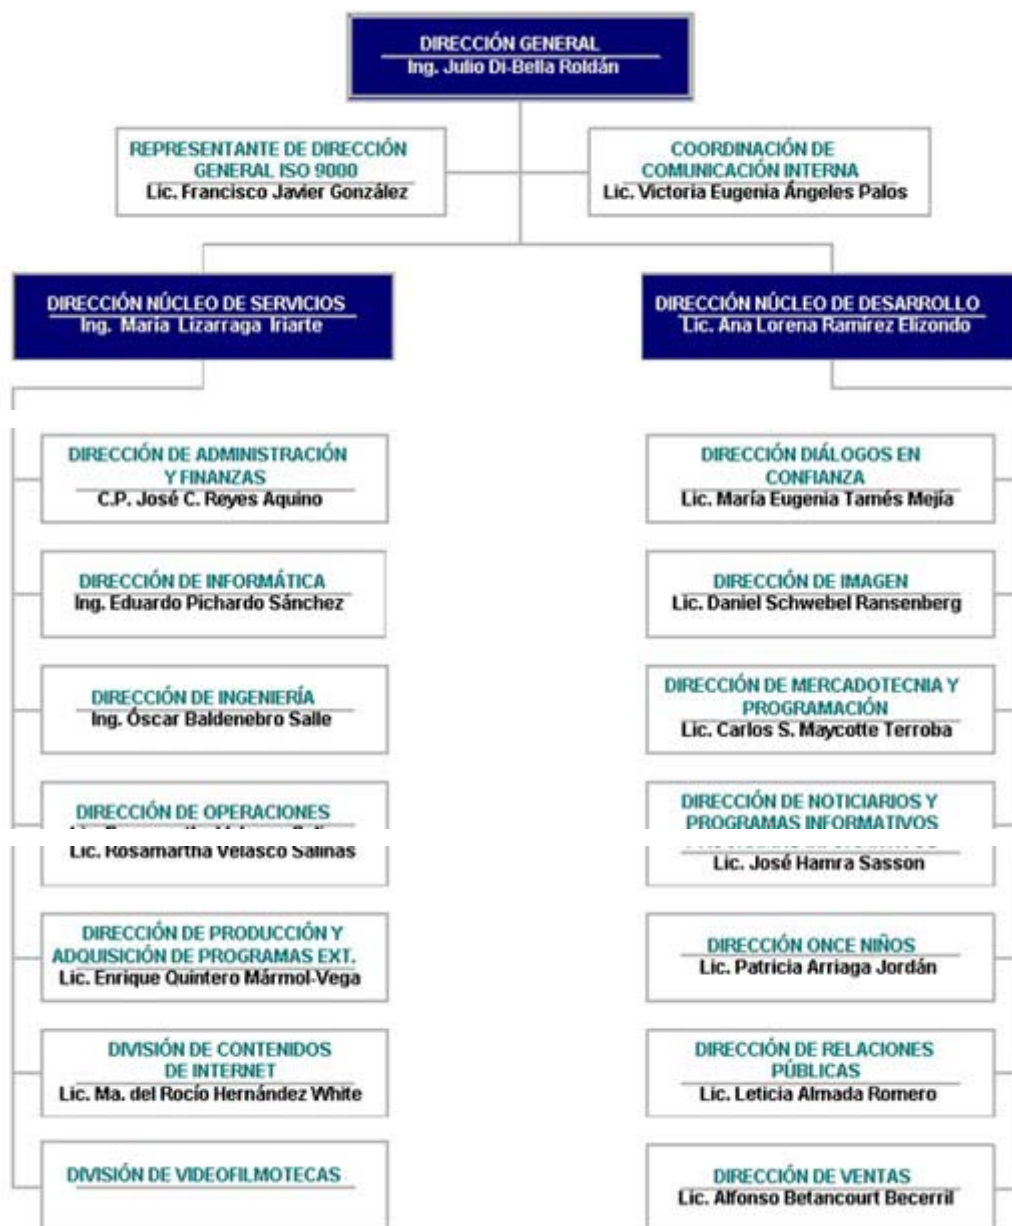 DIRECCIÓN GENERAL
Ing. Julio Di-Bella Roldán
REPRESENTANTE DE DIRECCIÓN
GENERAL ISO 9000
Lic. Francisco Javier González
COORDINACIÓN DE
COMUNICACIÓN INTERNA
Lic. Victoria Eugenia Ángeles Palos
DIRECCIÓN NÚCLEO DE SERVICIOS
Ing. María Lizarraga Iriarte
DIRECCIÓN NÚCLEO DE DESARROLLO
Lic. Ana Lorena Ramírez Elizondo
DIRECCIÓN DE ADMINISTRACIÓN
Y FINANZAS
C.P. José C. Reyes Aquino
DIRECCIÓN DE INFORMÁTICA
Ing. Eduardo Pichardo Sánchez
DIRECCIÓN DE INGENIERÍA
Ing. Óscar Baldenebro Salle
DIRECCIÓN DE OPERACIONES
Lic. Rosamartha Velasco Salinas
DIRECCIÓN DE PRODUCCIÓN Y
ADQUISICIÓN DE PROGRAMAS EXT.
Lic. Enrique Quintero Mármol-Vega
DIVISIÓN DE CONTENIDOS
DE INTERNET
Lic. Ma. del Rocío Hernández White
DIVISIÓN DE VIDEOFILMOTECAS
DIRECCIÓN DIÁLOGOS EN
CONFIANZA
Lic. María Eugenia Tamés Mejía
DIRECCIÓN DE IMAGEN
Lic. Daniel Schwebel Ransenberg
DIRECCIÓN DE MERCADOTECNIA Y
PROGRAMACIÓN
Lic. Carlos S. Maycotte Terroba
DIRECCIÓN DE NOTICIARIOS Y
PROGRAMAS INFORMATIVOS
Lic. José Hamra Sasson
DIRECCIÓN ONCE NIÑOS
Lic. Patricia Arriaga Jordán
DIRECCIÓN DE RELACIONES
PÚBLICAS
Lic. Leticia Almada Romero
DIRECCIÓN DE VENTAS
Lic. Alfonso Betancourt Becerril